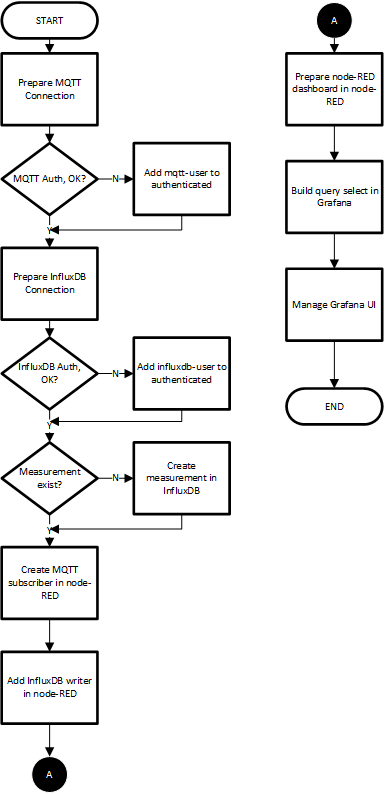 START
Prepare MQTT
Connection
MQTT Auth, OK?
N
Add mqtt-user to
authenticated
Y
Prepare InfluxDB
Connection
InfluxDB Auth,
OK?
N
Add influxdb-user to
authenticated
Y
Measurement
exist?
N
Create
measurement in
InfluxDB
Y
Create MQTT
subscriber in node-
RED
Add InfluxDB writer
in node-RED
A
A
Prepare node-RED
dashboard in node-
RED
Build query select in
Grafana
Manage Grafana UI
END